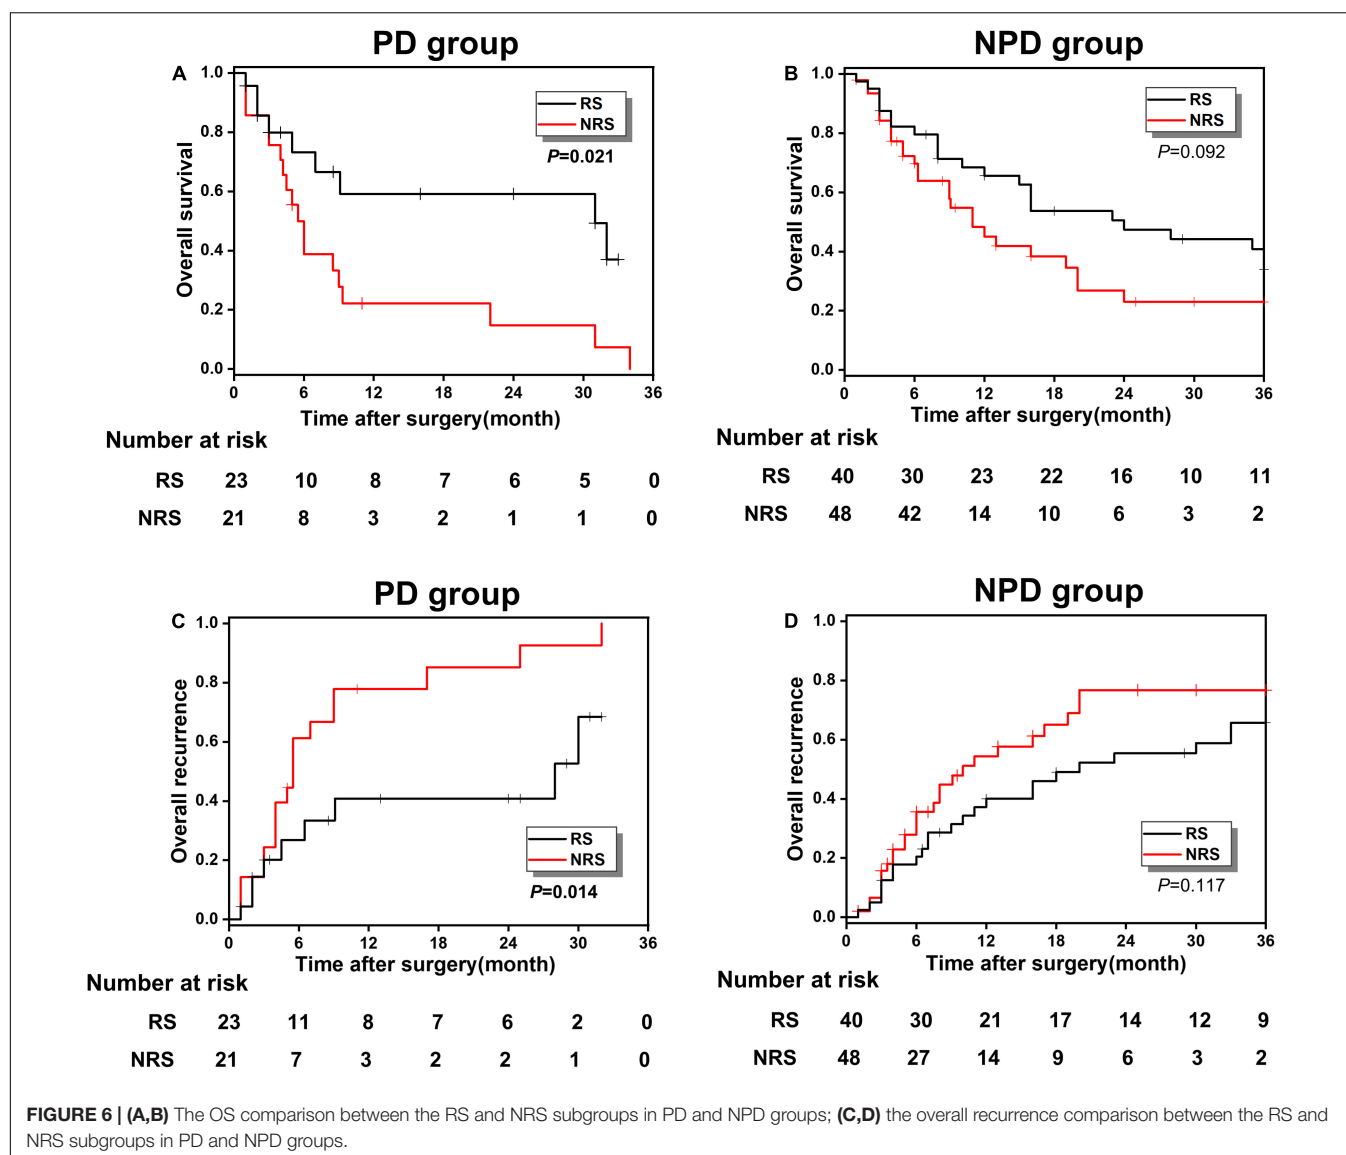 PD group
A
1.0
0.8
0.6
0.4
0.2
0.0
Overall survival
RS
NRS
P=0.021
0 6 12 18 24 30 36
Time after surgery(month)
Number at risk
RS 23 10 8 7 6 5 0
NRS 21 8 3 2 1 1 0
NPD group
B
1.0
0.8
0.6
0.4
0.2
0.0
Overall survival
RS
NRS
P=0.092
0 6 12 18 24 30 36
Time after surgery(month)
Number at risk
RS 40 30 23 22 16 10 11
NRS 48 42 14 10 6 3 2
PD group
C
1.0
0.8
0.6
0.4
0.2
0.0
Overall recurrence
RS
NRS
P=0.014
0 6 12 18 24 30 36
Time after surgery(month)
Number at risk
RS 23 11 8 7 6 2 0
NRS 21 7 3 2 2 1 0
NPD group
D
1.0
0.8
0.6
0.4
0.2
0.0
Overall recurrence
RS
NRS
P=0.117
0 6 12 18 24 30 36
Time after surgery(month)
Number at risk
RS 40 30 21 17 14 12 9
NRS 48 27 14 9 6 3 2
FIGURE 6 | (A,B) The OS comparison between the RS and NRS subgroups in PD and NPD groups; (C,D) the overall recurrence comparison between the RS and
NRS subgroups in PD and NPD groups.